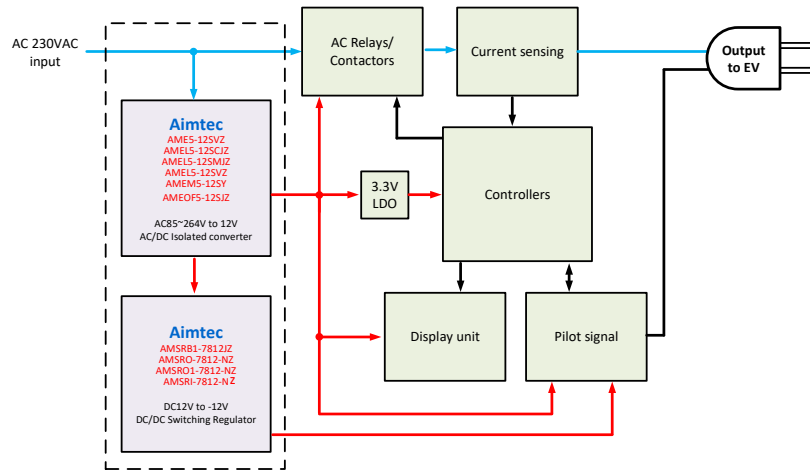 AC 230VAC
input
AC Relays/
Contactors
Current sensing
Output
to EV
Aimtec
AME5-12SVZ
AMEL5-12SCJZ
AMEL5-12SMJZ
AMEL5-12SVZ
AMEM5-12SY
AMEOF5-12SJZ
AC85~264V to 12V
AC/DC Isolated converter
3.3V
LDO
Controllers
Aimtec
AMSRB1-7812JZ
AMSRO-7812-NZ
AMSRO1-7812-NZ
AMSRI-7812-NZ
DC12V to -12V
DC/DC Switching Regulator
Display unit
Pilot signal